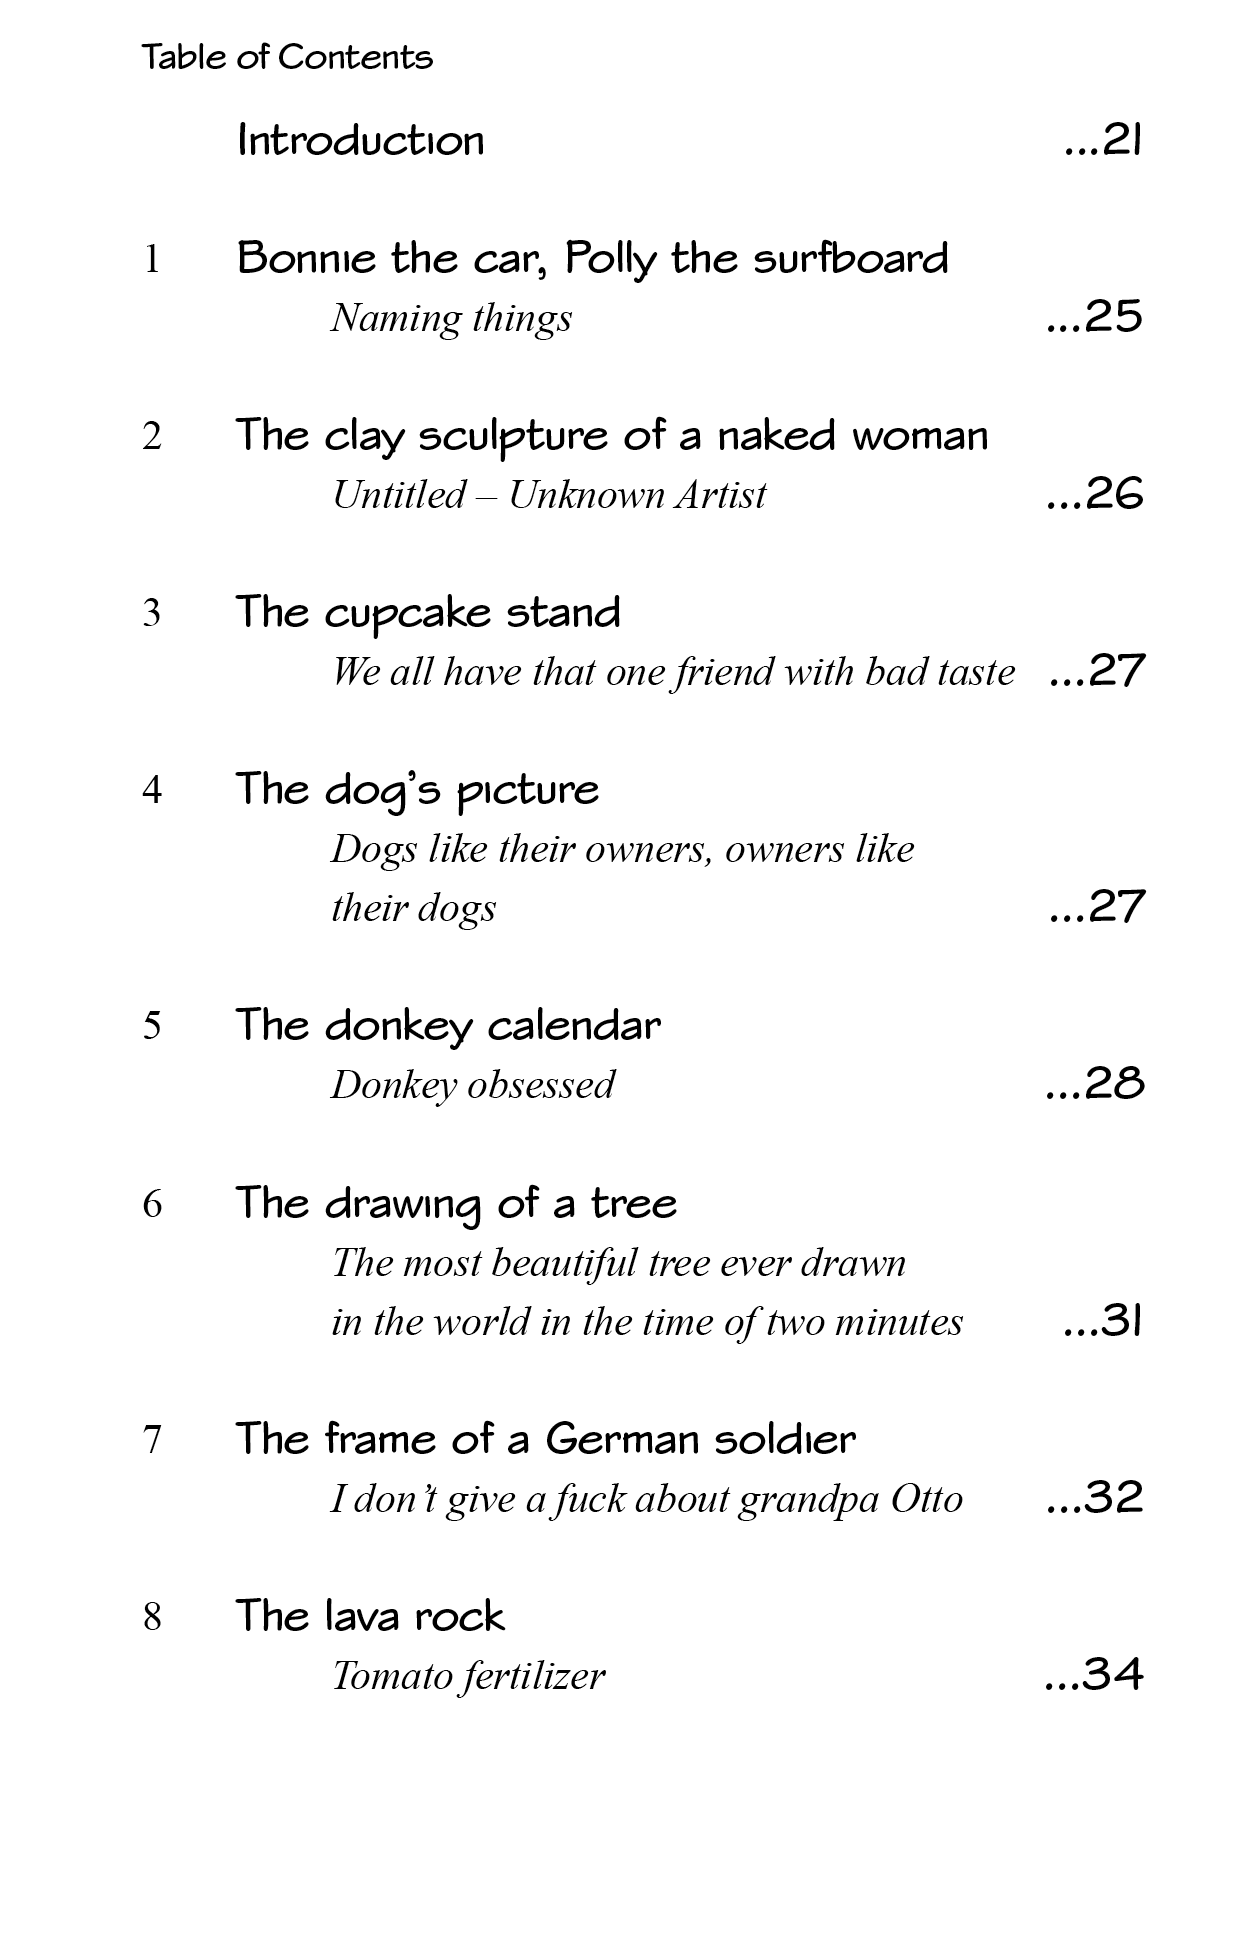 Table of Contents
Introduction ...21
1 Bonnie the car, Polly the surfboard
Naming things ...25
2 The clay sculpture of a naked woman
Untitled – Unknown Artist ...26
3 The cupcake stand
We all have that one friend with bad taste ...27
4 The dog’s picture
Dogs like their owners, owners like
their dogs ...27
5 The donkey calendar
Donkey obsessed ...28
6 The drawing of a tree
The most beautiful tree ever drawn
in the world in the time of two minutes ...31
7 The frame of a German soldier
I don’t give a fuck about grandpa Otto ...32
8 The lava rock
Tomato fertilizer ...34